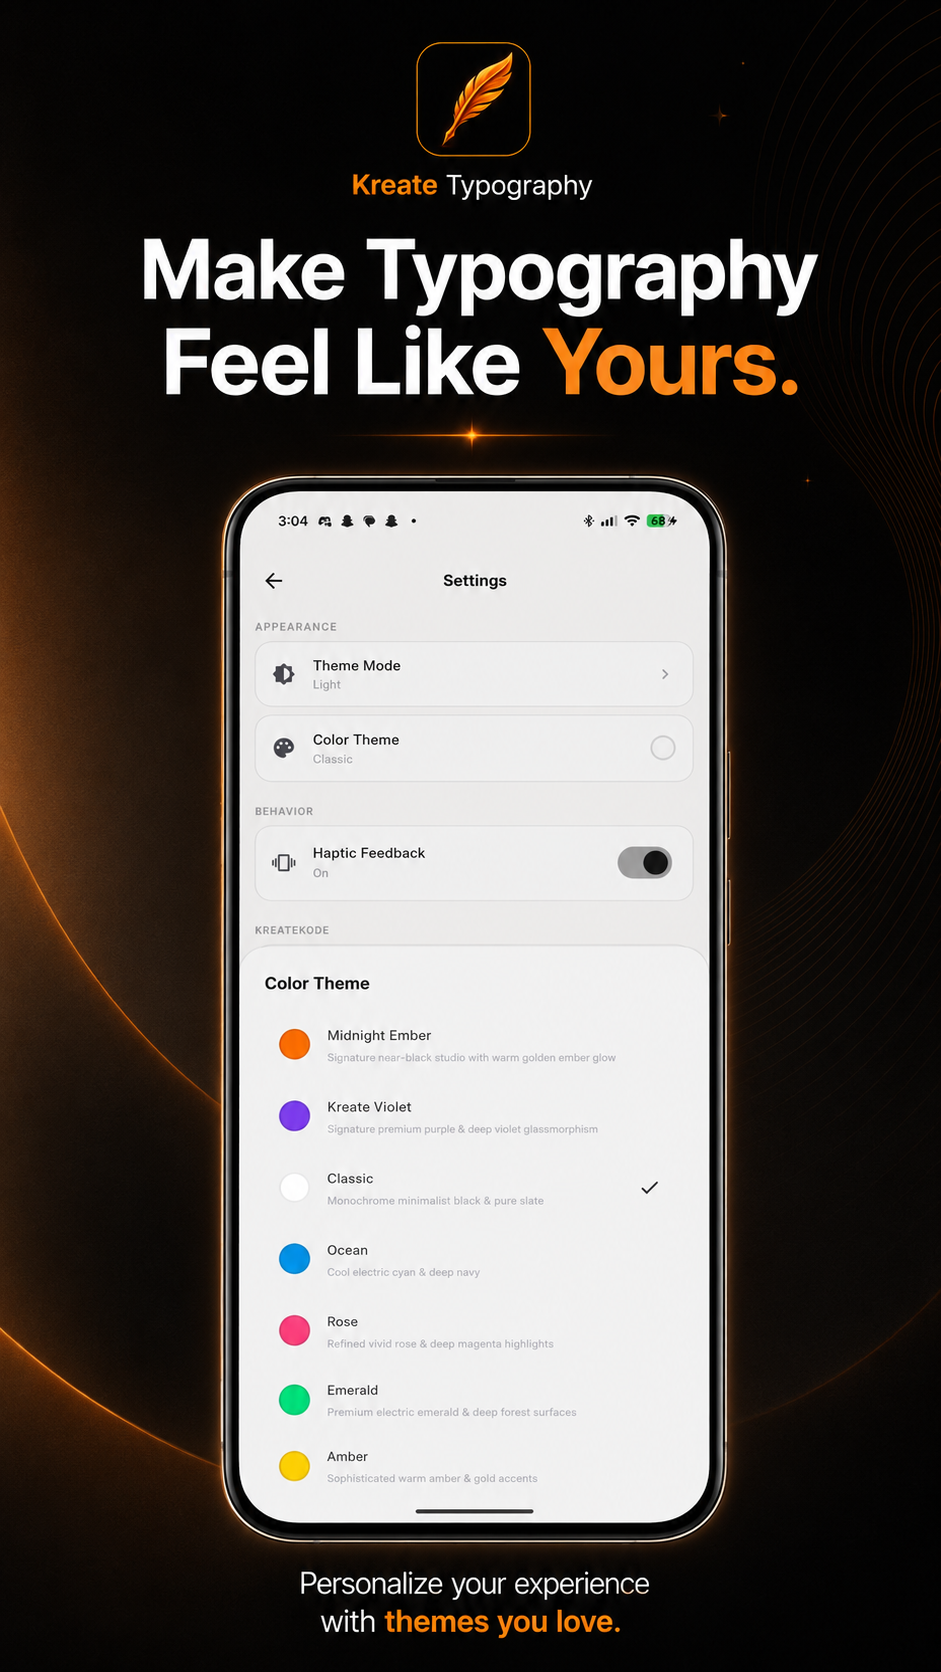 Kreate Typography
Make Typography
Feel Like Yours.
3:04
68
Settings
APPEARANCE
Theme Mode
Light
Color Theme
Classic
BEHAVIOR
Haptic Feedback
On
KREATEKODE
Color Theme
Midnight Ember
Signature near-black studio with warm golden ember glow
Kreate Violet
Signature premium purple & deep violet glassmorphism
Classic
Monochrome minimalist black & pure slate
Ocean
Cool electric cyan & deep navy
Rose
Refined vivid rose & deep magenta highlights
Emerald
Premium electric emerald & deep forest surfaces
Amber
Sophisticated warm amber & gold accents
Personalize your experience
with themes you love.